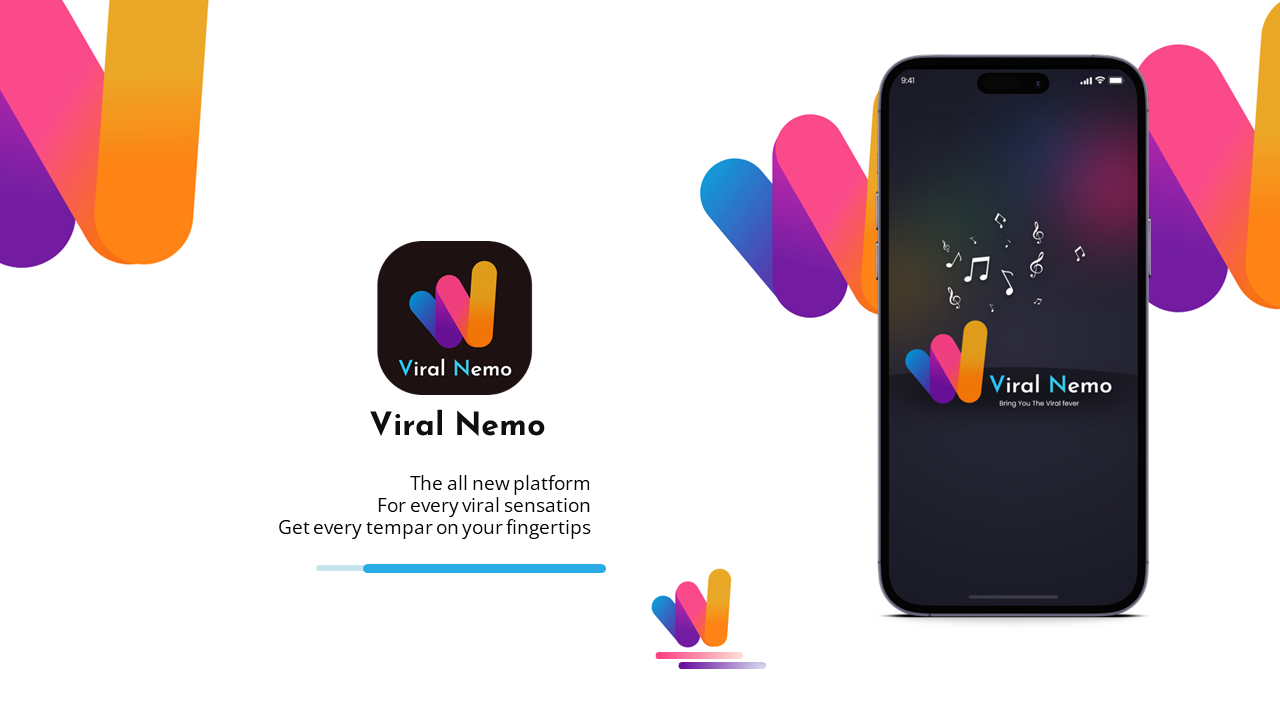 Viral Nemo
Viral Nemo
The all new platform
For every viral sensation
Get every tempar on your fingertips
9:41
Viral Nemo
Bring You The Viral fever